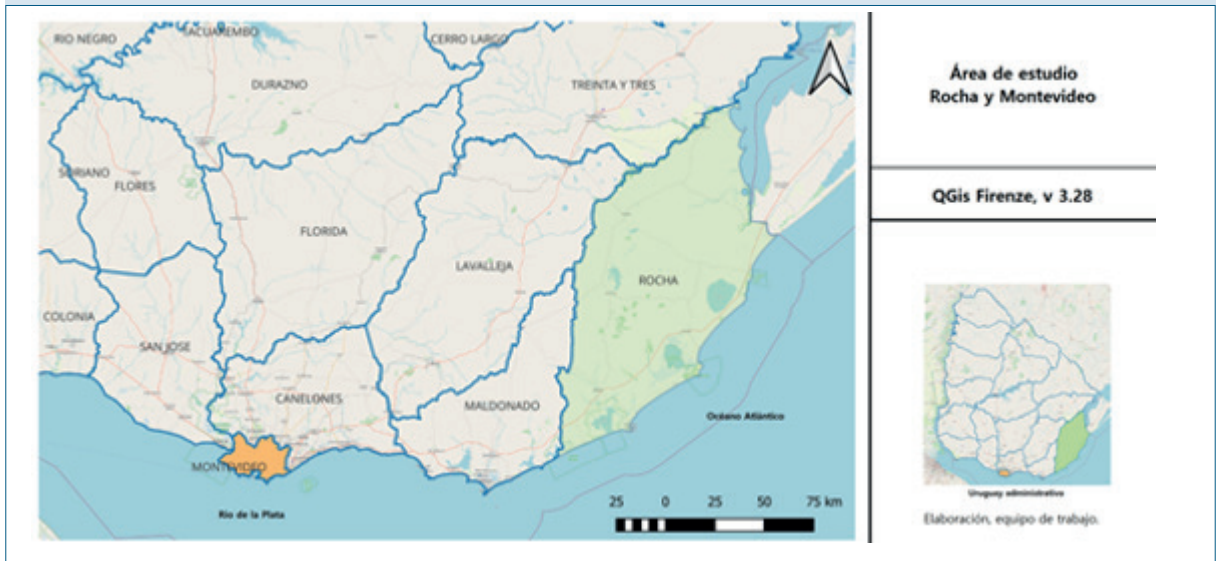 RIO NEGRO
TACUAREMBO
CERRO LARGO
DURAZNO
TREINTA Y TRES
SORIANO
FLORES
FLORIDA
LAVALLEJA
ROCHA
COLONIA
SAN JOSE
CANELONES
MALDONADO
MONTEVIDEO
Océano Atlántico
Rio de la Plata
25 0 25 50 75 km
Área de estudio
Rocha y Montevideo
QGis Firenze, v 3.28
Uruguay administrativo
Elaboración, equipo de trabajo.